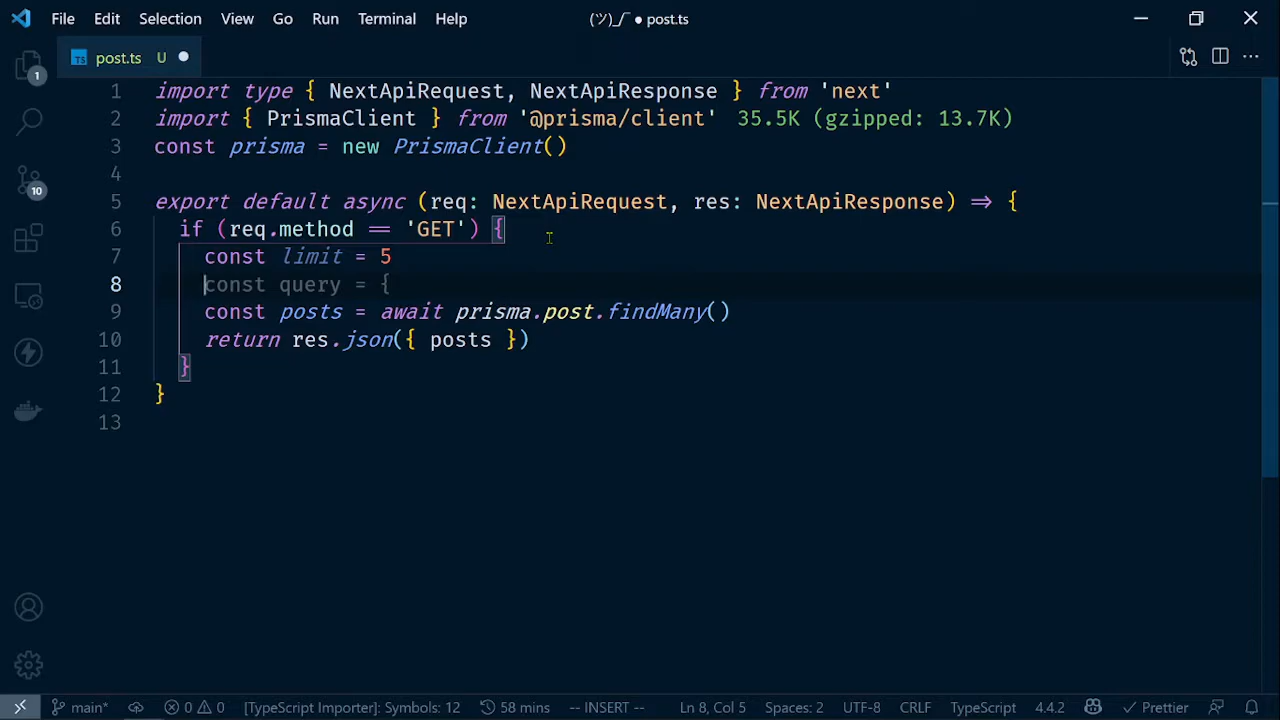 File Edit Selection View Go Run Terminal Help (ツ)_/¯ ● post.ts
TS post.ts U ●
1 import type { NextApiRequest, NextApiResponse } from 'next'
2 import { PrismaClient } from '@prisma/client' 35.5K (gzipped: 13.7K)
3 const prisma = new PrismaClient()
4
5 export default async (req: NextApiRequest, res: NextApiResponse) => {
6 if (req.method == 'GET') {
7 const limit = 5
8 const query = {
9 const posts = await prisma.post.findMany()
10 return res.json({ posts })
11 }
12 }
13
1
10
main* 0 0 [TypeScript Importer]: Symbols: 12 58 mins -- INSERT -- Ln 8, Col 5 Spaces: 2 UTF-8 CRLF TypeScript 4.4.2 Prettier